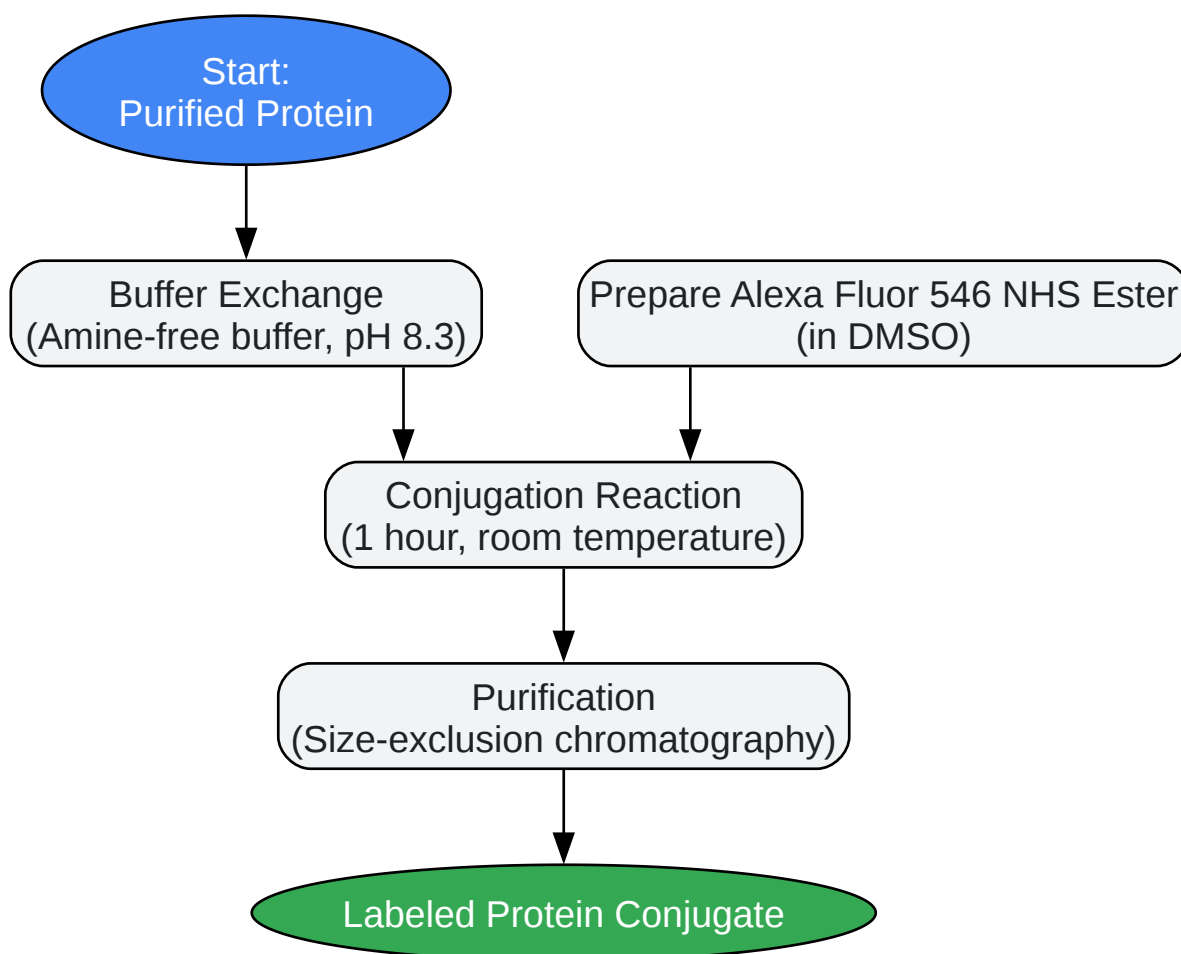 Start:
Purified Protein
Buffer Exchange
(Amine-free buffer, pH 8.3)
Prepare Alexa Fluor 546 NHS Ester
(in DMSO)
Conjugation Reaction
(1 hour, room temperature)
Purification
(Size-exclusion chromatography)
Labeled Protein Conjugate